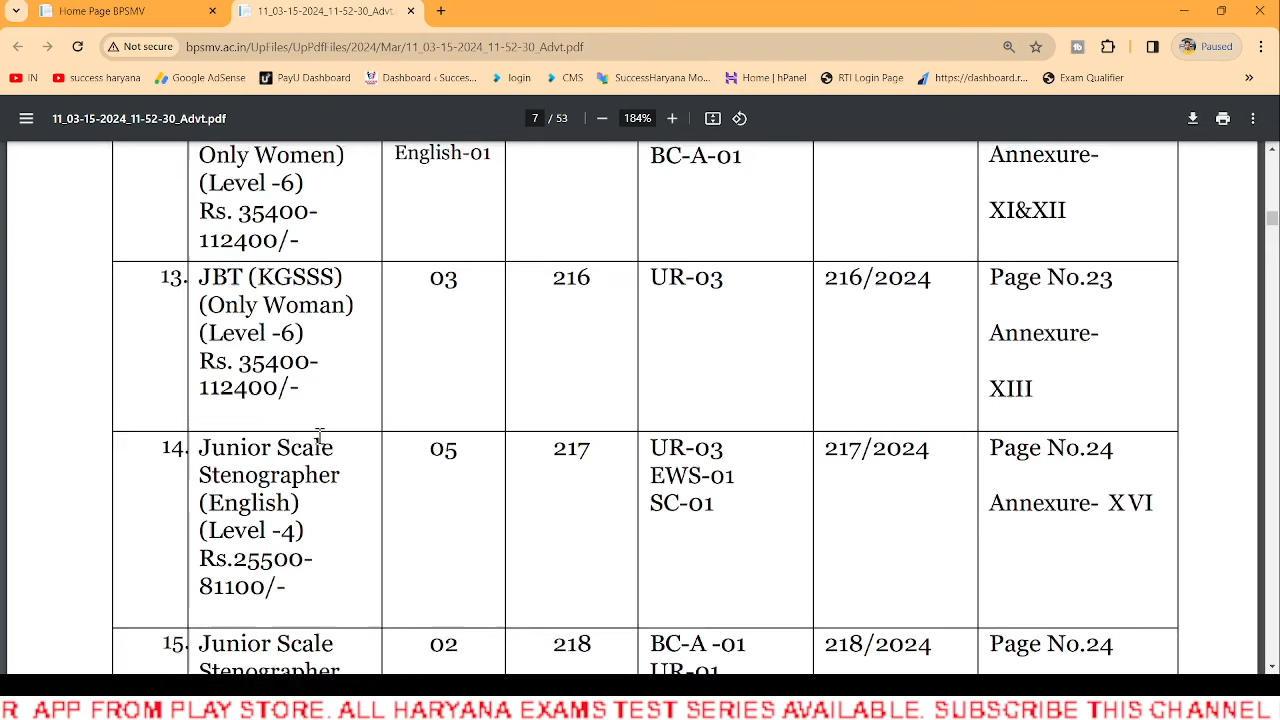 Home Page BPSMV
11_03-15-2024_11-52-30_Advt.
Not secure
bpsmv.ac.in/UpFiles/UpPdfFiles/2024/Mar/11_03-15-2024_11-52-30_Advt.pdf
Paused
IN
success haryana
Google AdSense
PayU Dashboard
Dashboard ‹ Succes...
login
CMS
SuccessHaryana Mo...
Home | hPanel
RTI Login Page
https://dashboard.r...
Exam Qualifier
11_03-15-2024_11-52-30_Advt.pdf
7 / 53
184%
Only Women)
(Level -6)
Rs. 35400-
112400/-
English-01
BC-A-01
Annexure-
XI&XII
13.
JBT (KGSSS)
(Only Woman)
(Level -6)
Rs. 35400-
112400/-
03
216
UR-03
216/2024
Page No.23
Annexure-
XIII
14.
Junior Scale
Stenographer
(English)
(Level -4)
Rs.25500-
81100/-
05
217
UR-03
EWS-01
SC-01
217/2024
Page No.24
Annexure- XVI
15.
Junior Scale
Stenographer
02
218
BC-A -01
UR-01
218/2024
Page No.24
R APP FROM PLAY STORE. ALL HARYANA EXAMS TEST SERIES AVAILABLE. SUBSCRIBE THIS CHANNEL